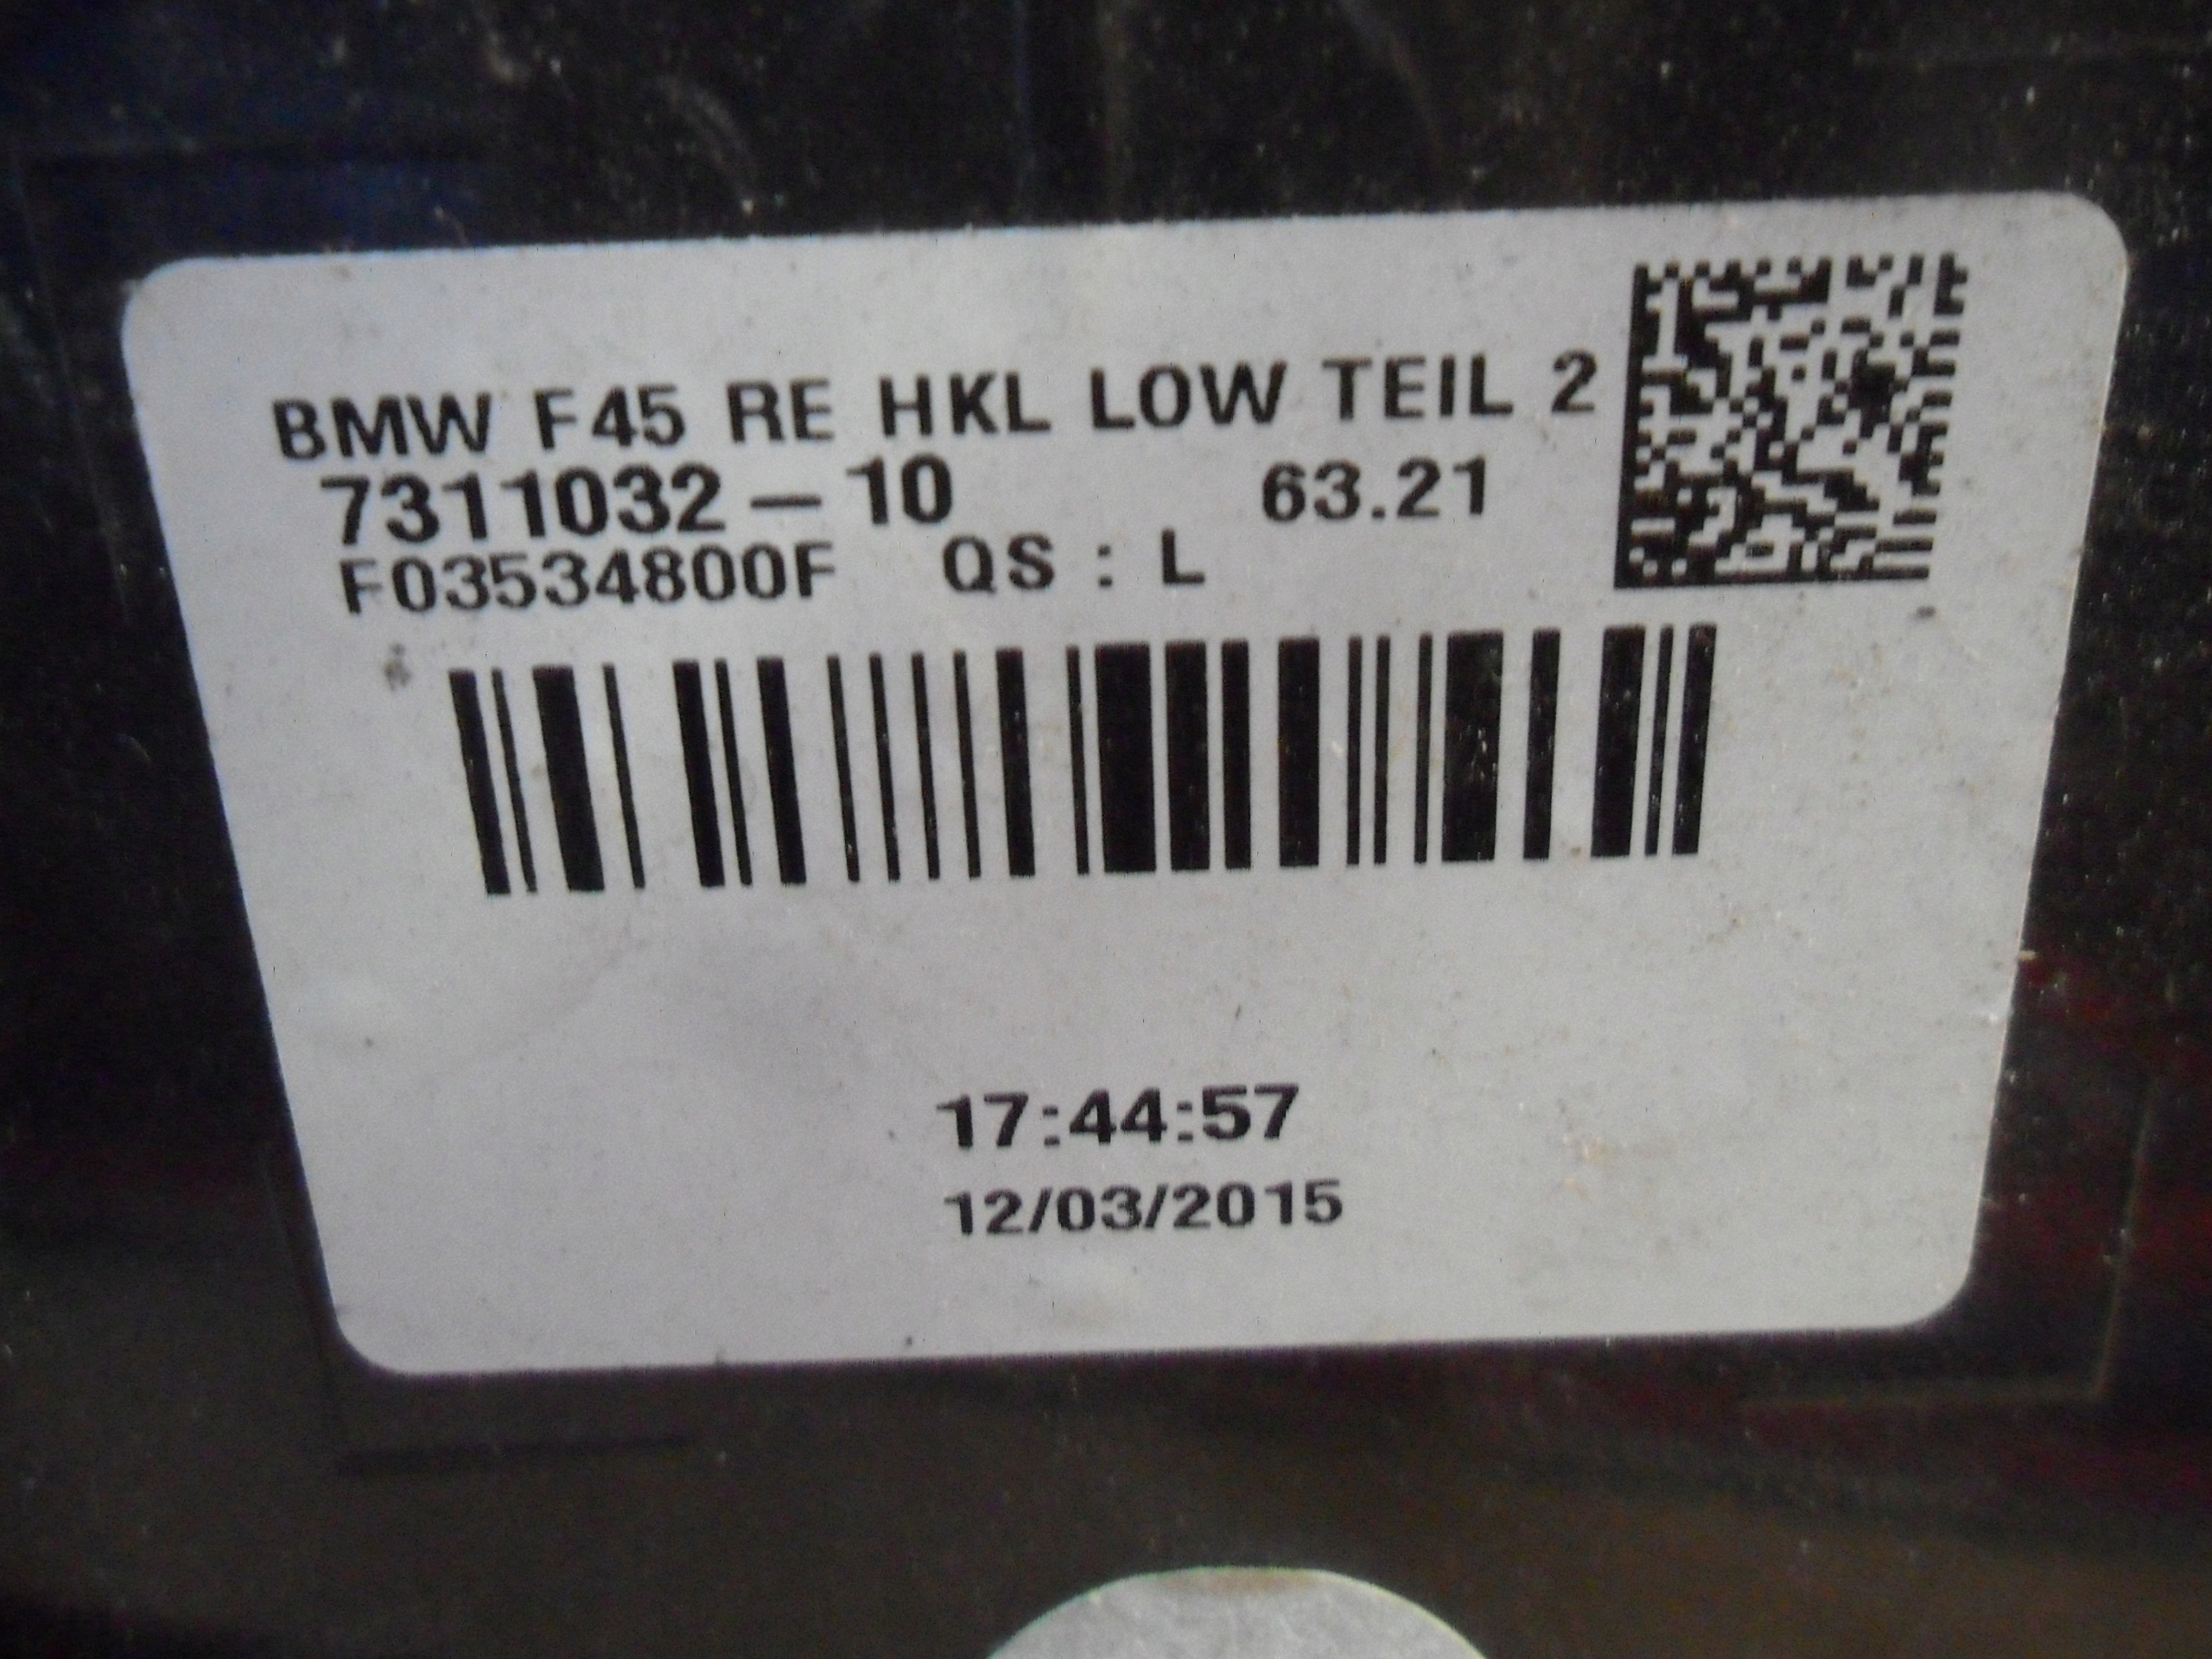 BMW F45 RE HKL LOW TEIL 2
7311032-10 63.21
F03534800F QS : L
17:44:57
12/03/2015